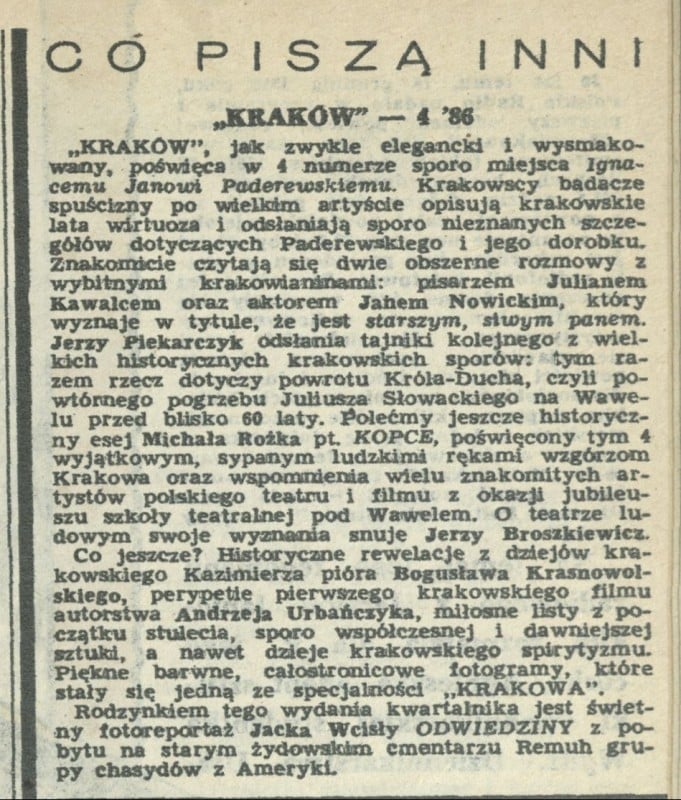 CO PISZĄ INNI
„KRAKÓW” — 4 '86
„KRAKÓW”, jak zwykle elegancki i wysmako-
wany, poświęca w 4 numerze sporo miejsca Igna-
cemu Janowi Paderewskiemu. Krakowscy badacze
spuścizny po wielkim artyście opisują krakowskie
lata wirtuoza i odsłaniają sporo nieznanych szcze-
gółów dotyczących Paderewskiego i jego dorobku.
Znakomicie czytają się dwie obszerne rozmowy z
wybitnymi krakowianinami: pisarzem Julianem
Kawalcem oraz aktorem Janem Nowickim, który
wyznaje w tytule, że jest starszym, siwym panem.
Jerzy Piekarczyk odsłania tajniki kolejnego z wiel-
kich historycznych krakowskich sporów: tym ra-
zem rzecz dotyczy powrotu Króla-Ducha, czyli po-
wtórnego pogrzebu Juliusza Słowackiego na Wawe-
lu przed blisko 60 laty. Polećmy jeszcze historycz-
ny esej Michała Rożka pt. KOPCE, poświęcony tym 4
wyjątkowym, sypanym ludzkimi rękami wzgórzom
Krakowa oraz wspomnienia wielu znakomitych ar-
tystów polskiego teatru i filmu z okazji jubileu-
szu szkoły teatralnej pod Wawelem. O teatrze lu-
dowym swoje wyznania snuje Jerzy Broszkiewicz.
Co jeszcze? Historyczne rewelacje z dziejów kra-
kowskiego Kazimierza pióra Bogusława Krasnowol-
skiego, perypetie pierwszego krakowskiego filmu
autorstwa Andrzeja Urbańczyka, miłosne listy z po-
czątku stulecia, sporo współczesnej i dawniejszej
sztuki, a nawet dzieje krakowskiego spirytyzmu.
Piękne barwne, całostronicowe fotogramy, które
stały się jedną ze specjalności „KRAKOWA”.
Rodzynkiem tego wydania kwartalnika jest świet-
ny fotoreportaż Jacka Wcisły ODWIEDZINY z po-
bytu na starym żydowskim cmentarzu Remuh gru-
py chasydów z Ameryki.